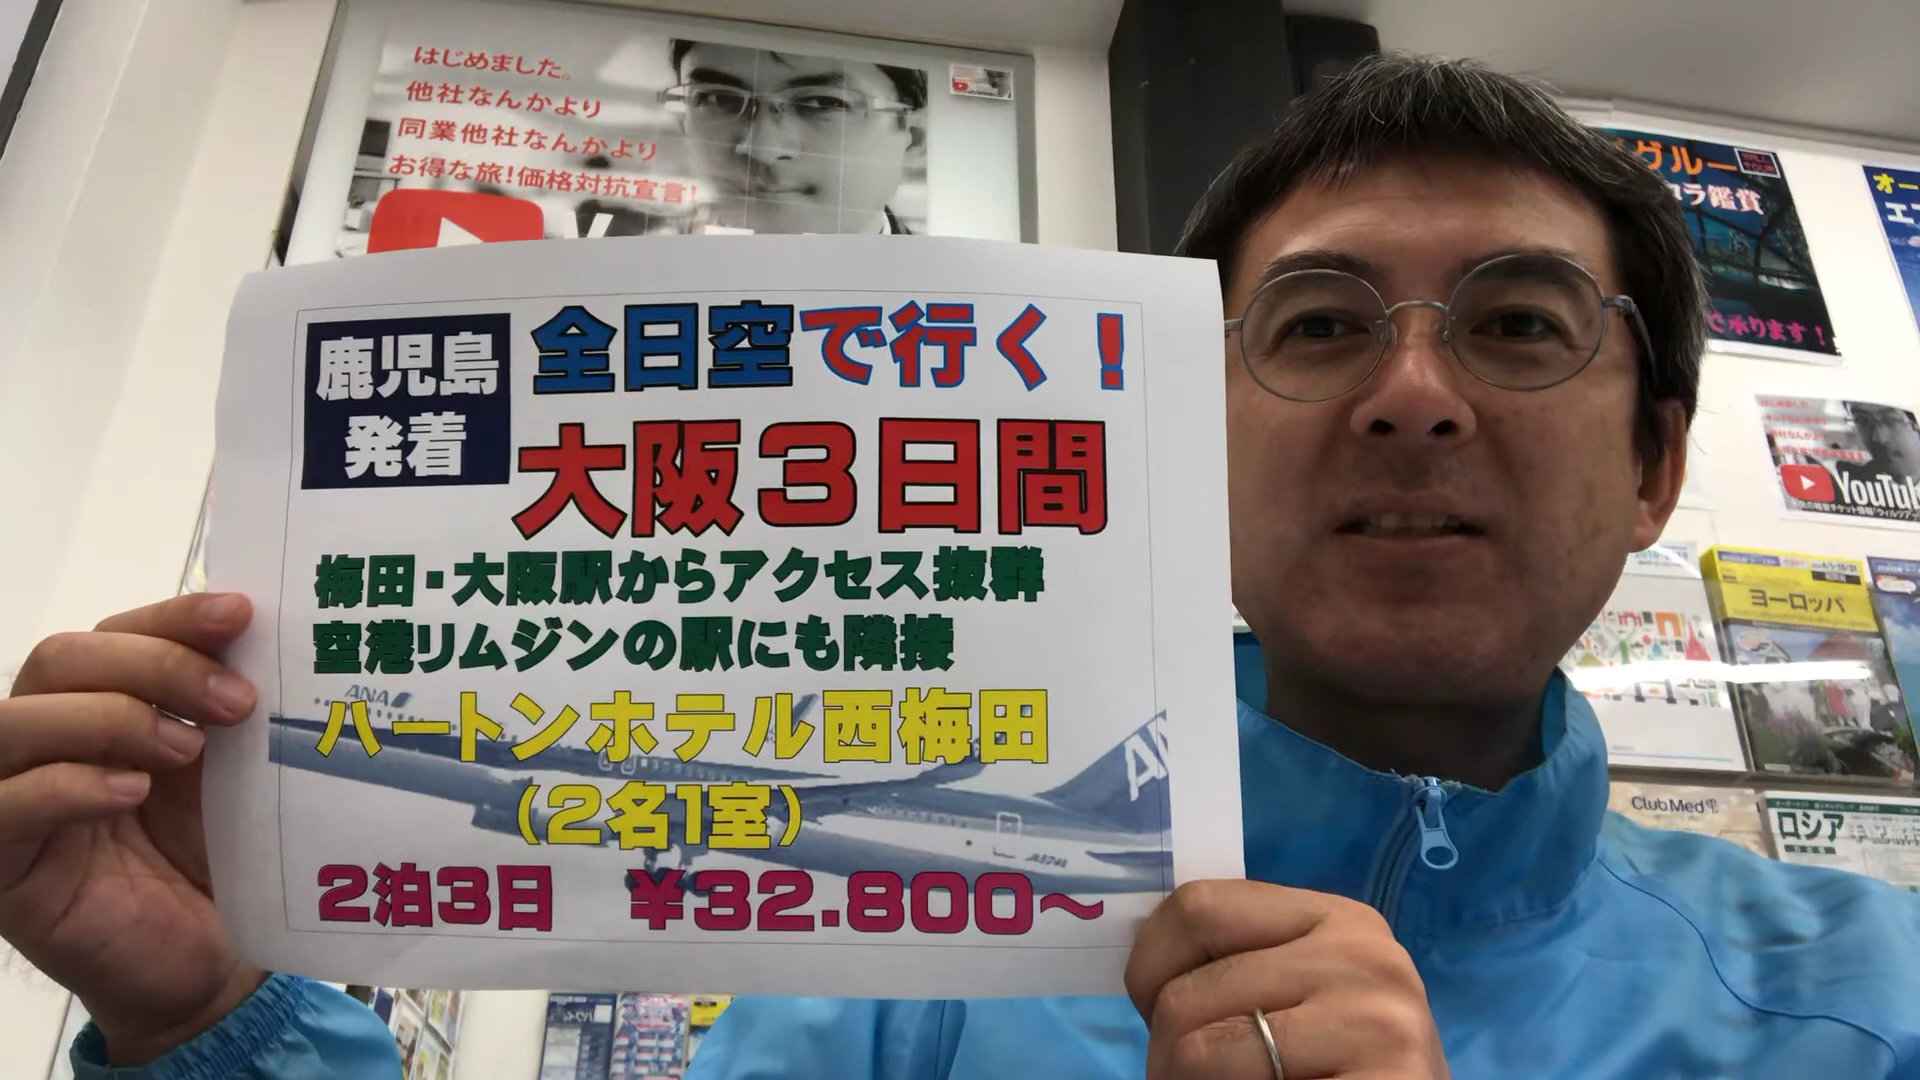 はじめました。
他社なんかより
同業他社なんかより
お得な旅!価格対抗宣言!
鹿児島
発着
全日空で行く!
大阪3日間
梅田・大阪駅からアクセス抜群
空港リムジンの駅にも隣接
ANA
ハートンホテル西梅田
(2名1室)
2泊3日 ¥32.800~
グルー
ラ鑑賞
で承ります!
オー
YouTu
ヨーロッパ
Club Med
ロシア